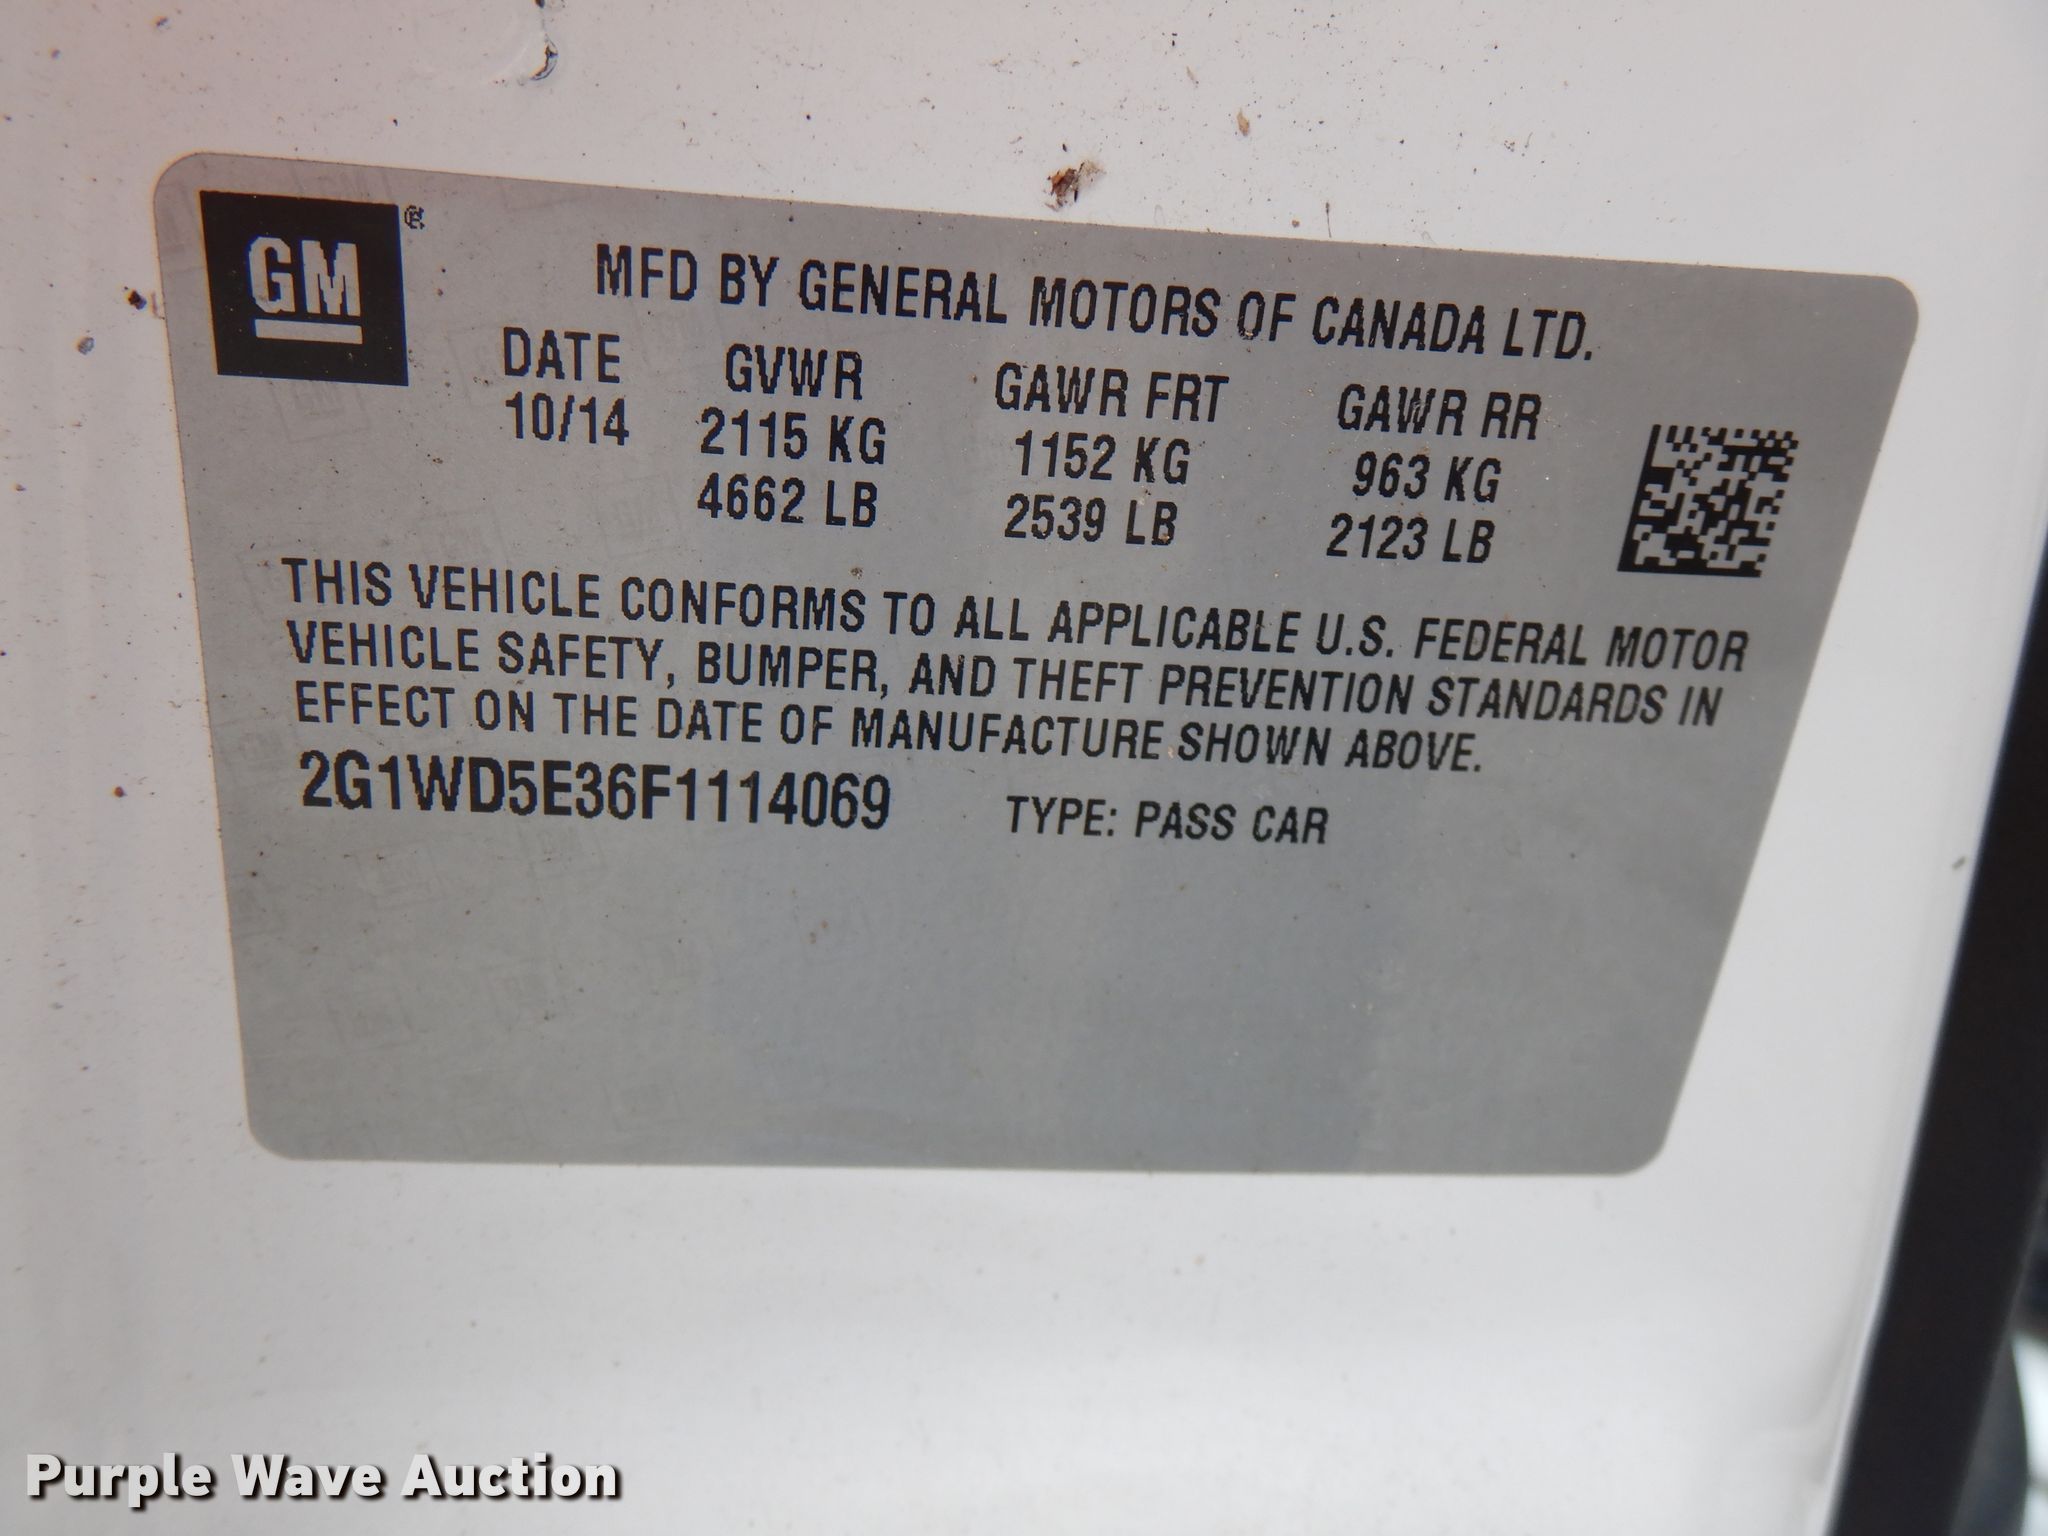 GM ®
MFD BY GENERAL MOTORS OF CANADA LTD.
DATE GVWR GAWR FRT GAWR RR
10/14 2115 KG 1152 KG 963 KG
4662 LB 2539 LB 2123 LB
THIS VEHICLE CONFORMS TO ALL APPLICABLE U.S. FEDERAL MOTOR
VEHICLE SAFETY, BUMPER, AND THEFT PREVENTION STANDARDS IN
EFFECT ON THE DATE OF MANUFACTURE SHOWN ABOVE.
2G1WD5E36F1114069 TYPE: PASS CAR
Purple Wave Auction